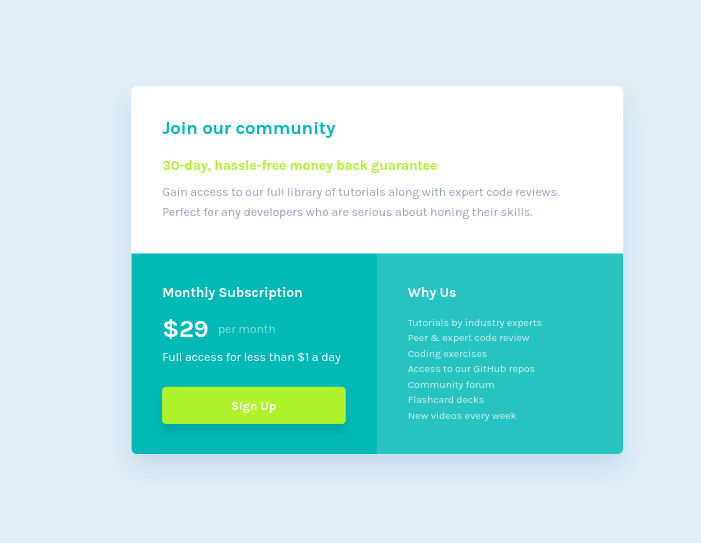 Join our community
30-day, hassle-free money back guarantee
Gain access to our full library of tutorials along with expert code reviews.
Perfect for any developers who are serious about honing their skills.
Monthly Subscription
$29 per month
Full access for less than $1 a day
Sign Up
Why Us
Tutorials by industry experts
Peer & expert code review
Coding exercises
Access to our GitHub repos
Community forum
Flashcard decks
New videos every week